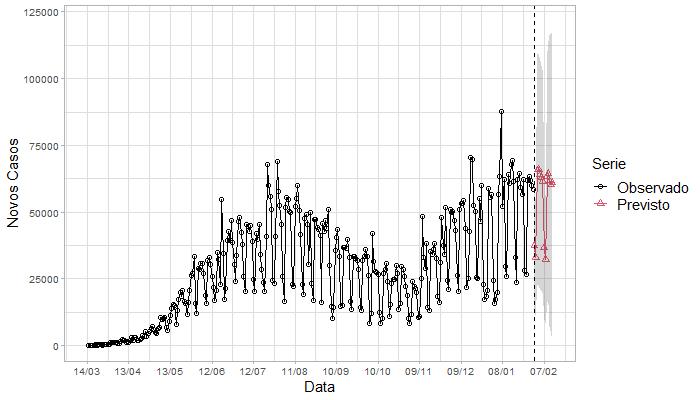 125000
100000
75000
50000
25000
0
Novos Casos
14/03 13/04 13/05 12/06 12/07 11/08 10/09 10/10 09/11 09/12 08/01 07/02
Data
Serie
Observado
Previsto